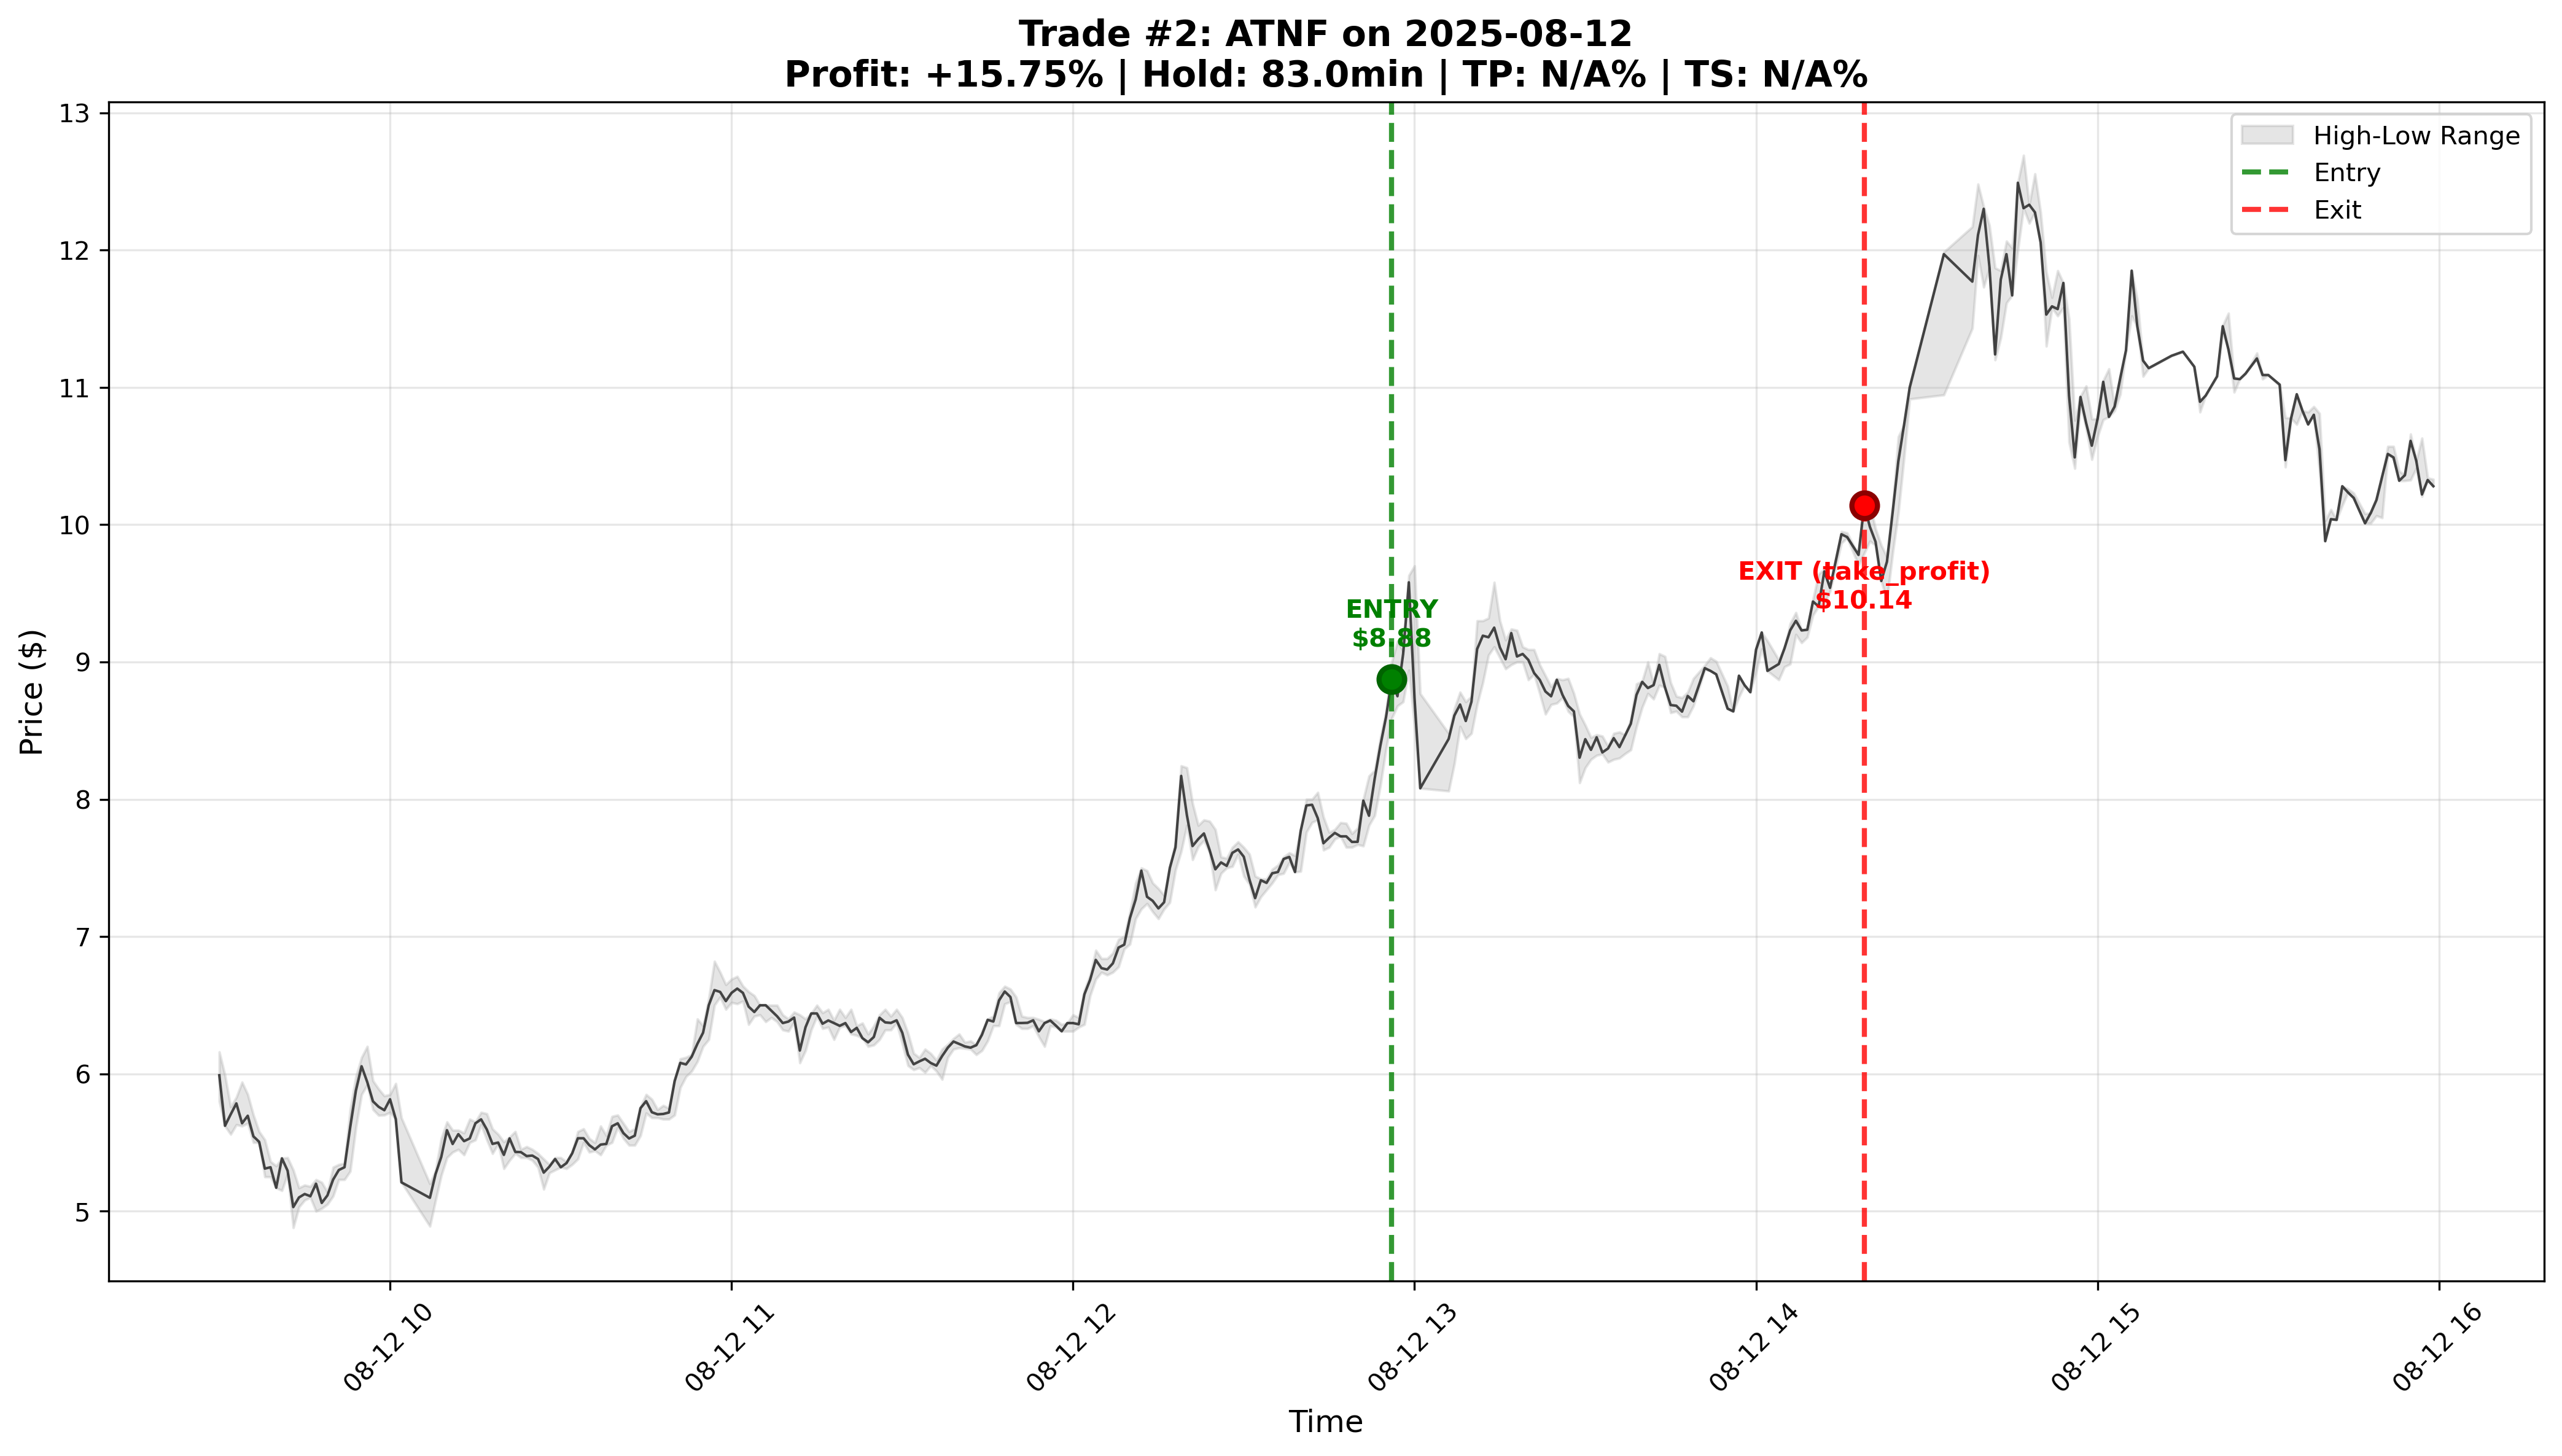 Trade #2: ATNF on 2025-08-12
Profit: +15.75% | Hold: 83.0min | TP: N/A% | TS: N/A%
High-Low Range
Entry
Exit
ENTRY
$8.88
EXIT (take_profit)
$10.14
Price ($)
13
12
11
10
9
8
7
6
5
08-12 10
08-12 11
08-12 12
08-12 13
08-12 14
08-12 15
08-12 16
Time